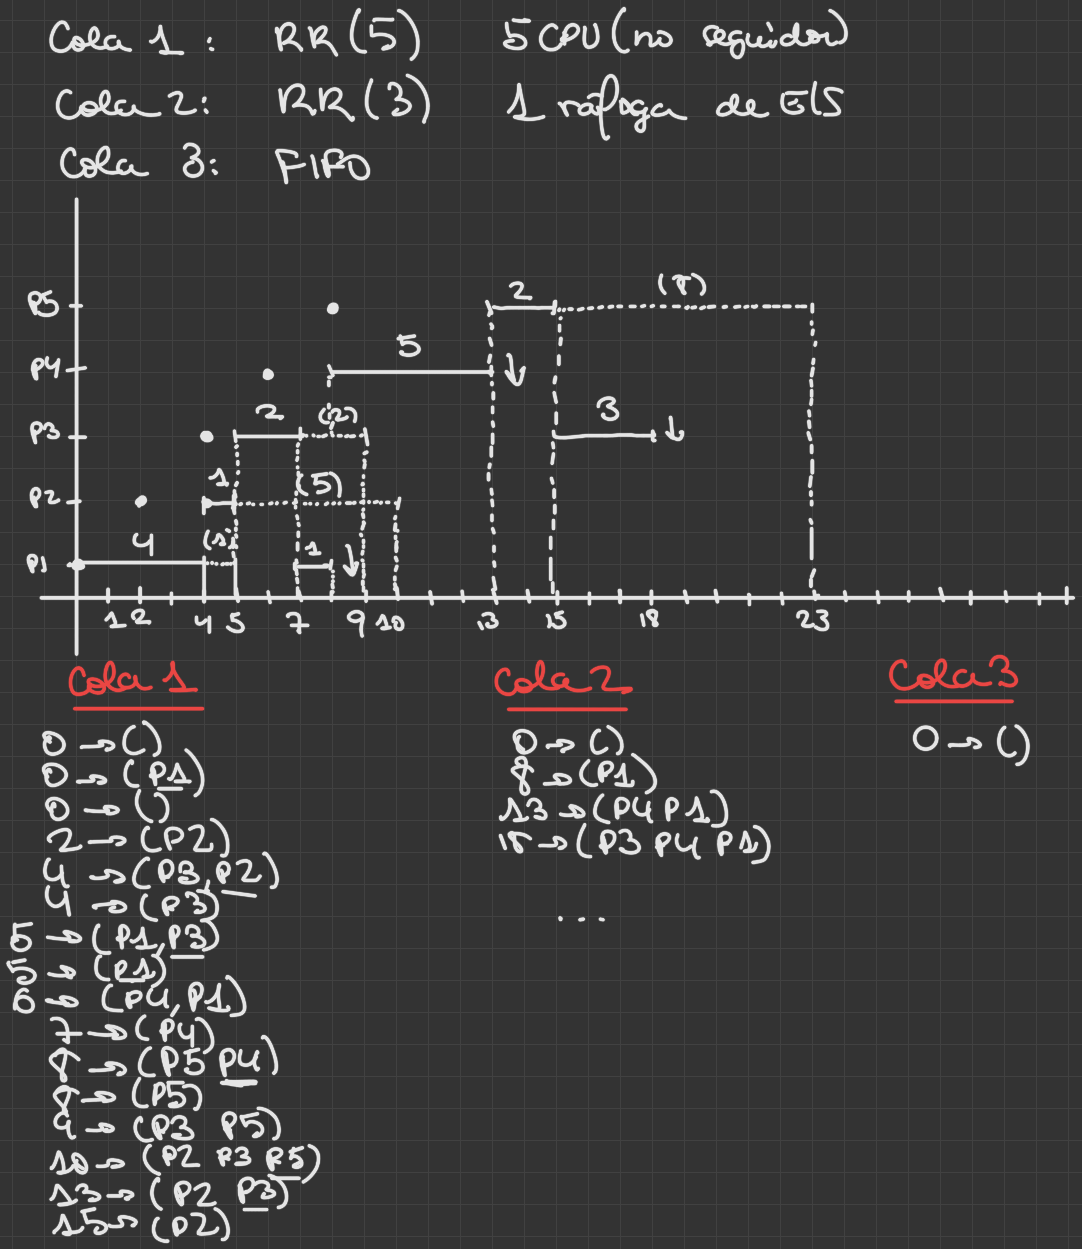 Cola 1: RR(5) 5 CPU (no seguidor)
Cola 2: RR(3) 1 ráfaga de E/S
Cola 3: FIFO
P5 2 (8)
P4 5 ↓
P3 2 (2) 3 ↓
P2 1 (5)
P1 4 (1) 1 ↓
1 2 4 5 7 9 10 13 15 18 23
Cola 1
0 → ()
0 → (P1)
0 → ()
2 → (P2)
4 → (P3, P2)
4 → (P3)
5 → (P1, P3)
5 → (P1)
6 → (P4, P1)
7 → (P4)
8 → (P5 P4)
8 → (P5)
9 → (P3 P5)
10 → (P2 P3 P5)
13 → (P2 P3)
15 → (P2)
Cola 2
0 → ()
8 → (P1)
13 → (P4 P1)
18 → (P3 P4 P1)
...
Cola 3
0 → ()